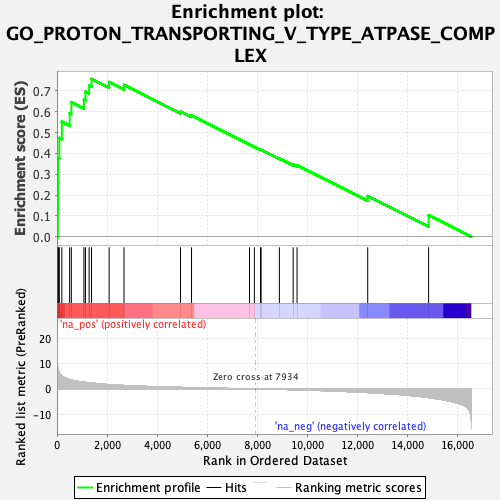 Enrichment plot:
GO_PROTON_TRANSPORTING_V_TYPE_ATPASE_COMP
LEX
Enrichment score (ES)
0.7
0.6
0.5
0.4
0.3
0.2
0.1
0.0
'na_pos' (positively correlated)
Ranked list metric (PreRanked)
20
10
0
-10
Zero cross at 7934
'na_neg' (negatively correlated)
0
2,000
4,000
6,000
8,000
10,000
12,000
14,000
16,000
Rank in Ordered Dataset
Enrichment profile
Hits
Ranking metric scores